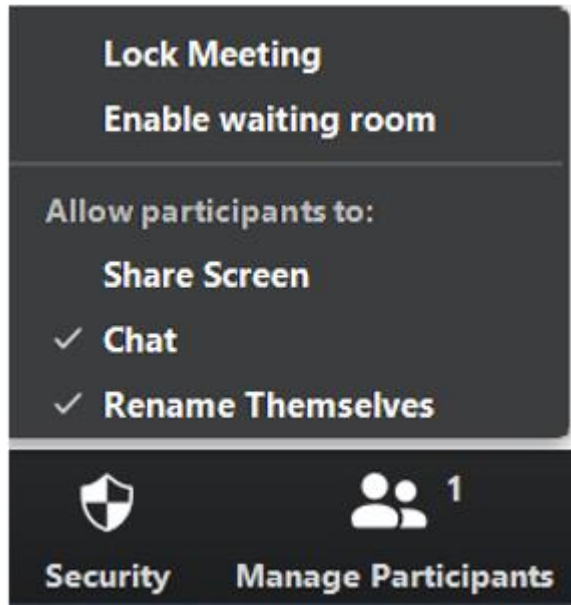 Lock Meeting
Enable waiting room
Allow participants to:
Share Screen
Chat
Rename Themselves
1
Security Manage Participants